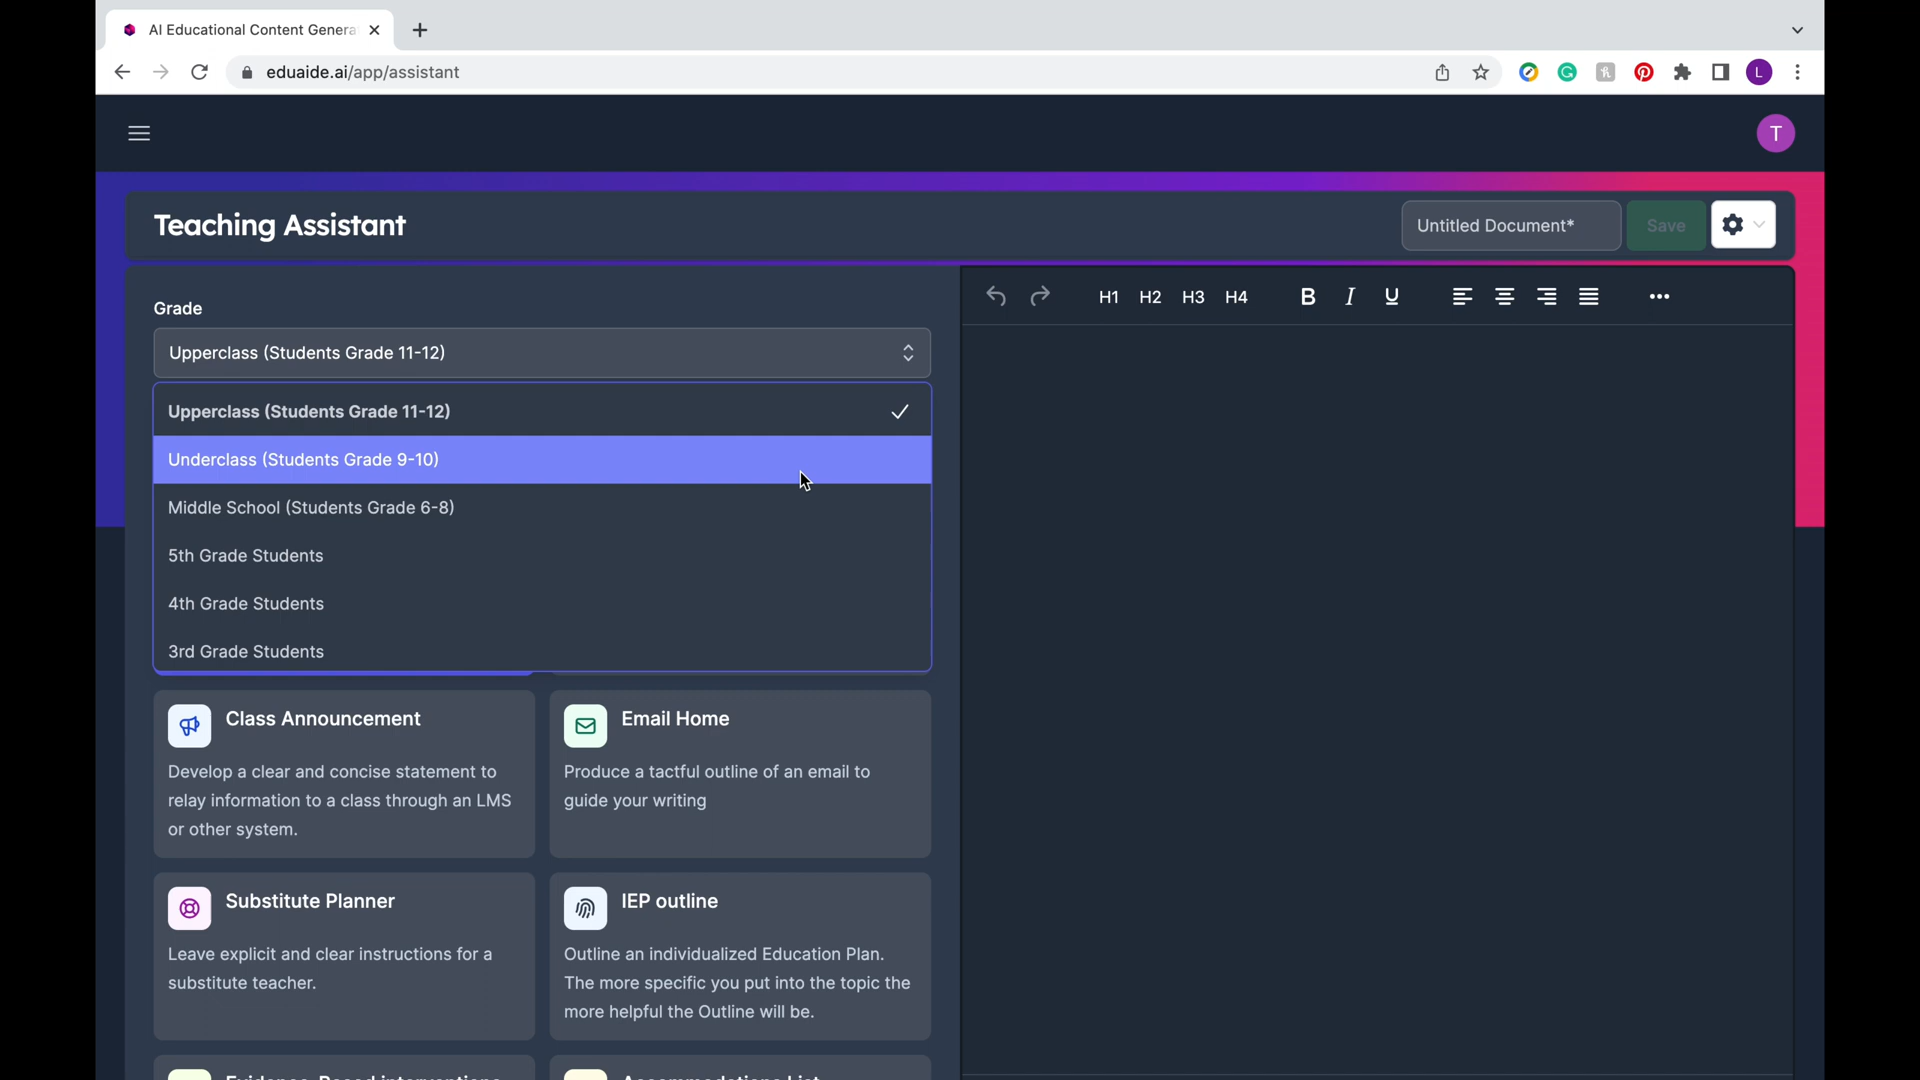 AI Educational Content Genera
eduaide.ai/app/assistant
L
T
Teaching Assistant
Untitled Document*
Save
Grade
H1 H2 H3 H4 B I U
Upperclass (Students Grade 11-12)
Upperclass (Students Grade 11-12)
Underclass (Students Grade 9-10)
Middle School (Students Grade 6-8)
5th Grade Students
4th Grade Students
3rd Grade Students
Class Announcement
Develop a clear and concise statement to
relay information to a class through an LMS
or other system.
Email Home
Produce a tactful outline of an email to
guide your writing
Substitute Planner
Leave explicit and clear instructions for a
substitute teacher.
IEP outline
Outline an individualized Education Plan.
The more specific you put into the topic the
more helpful the Outline will be.
Evidence-Based interventions
Accommodations List